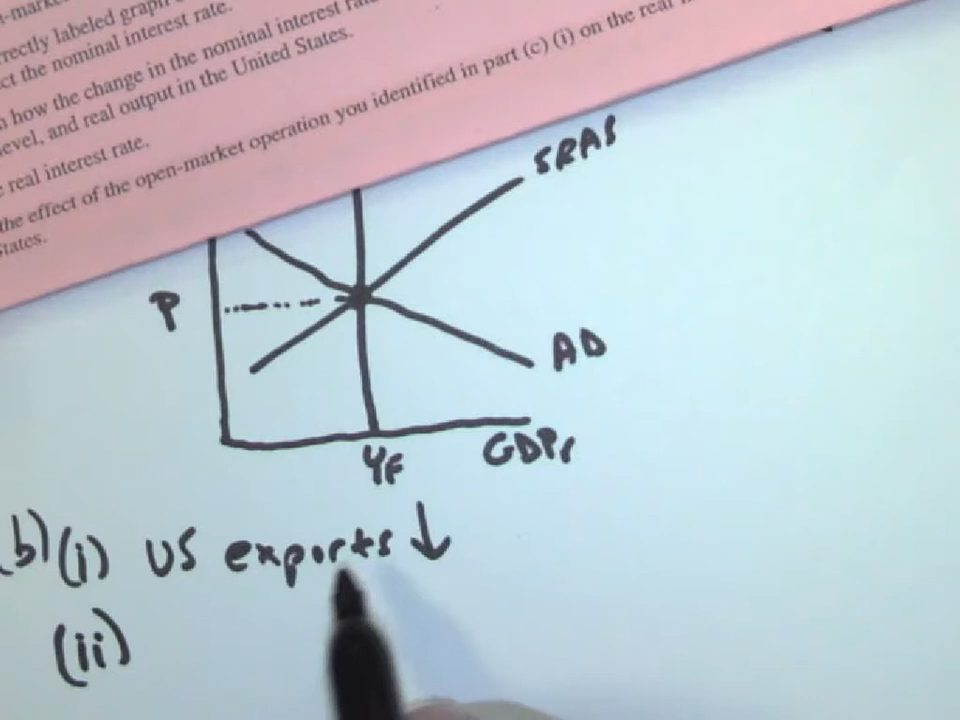 rectly labeled graph
ct the nominal interest rate.
how the change in the nominal interest
evel, and real output in the United States.
real interest rate.
the effect of the open-market operation you identified in part (c) (i) on the real
States.
SRAS
P
AD
YF
GDPr
(b) (i) US exports ↓
(ii)